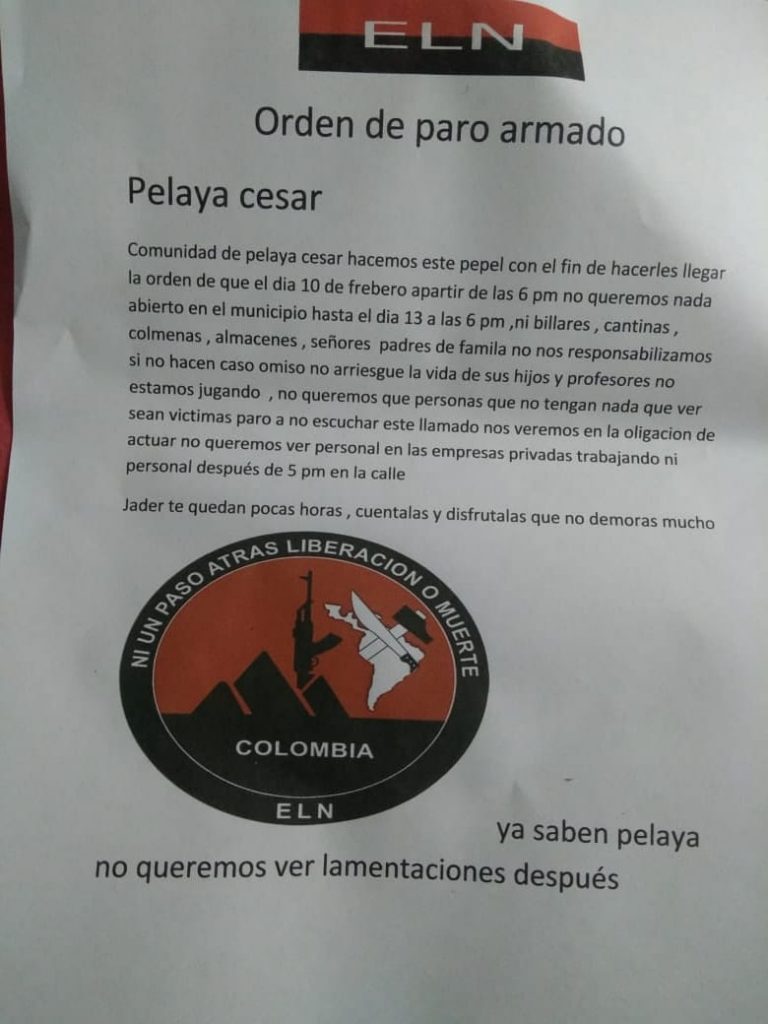 ELN
Orden de paro armado
Pelaya cesar
Comunidad de pelaya cesar hacemos este pepel con el fin de hacerles llegar
la orden de que el dia 10 de frebero apartir de las 6 pm no queremos nada
abierto en el municipio hasta el dia 13 a las 6 pm ,ni billares , cantinas ,
colmenas , almacenes , señores padres de famila no nos responsabilizamos
si no hacen caso omiso no arriesgue la vida de sus hijos y profesores no
estamos jugando , no queremos que personas que no tengan nada que ver
sean victimas paro a no escuchar este llamado nos veremos en la oligacion de
actuar no queremos ver personal en las empresas privadas trabajando ni
personal después de 5 pm en la calle
Jader te quedan pocas horas , cuentalas y disfrutalas que no demoras mucho
NI UN PASO ATRAS LIBERACION O MUERTE
COLOMBIA
ELN
ya saben pelaya
no queremos ver lamentaciones después